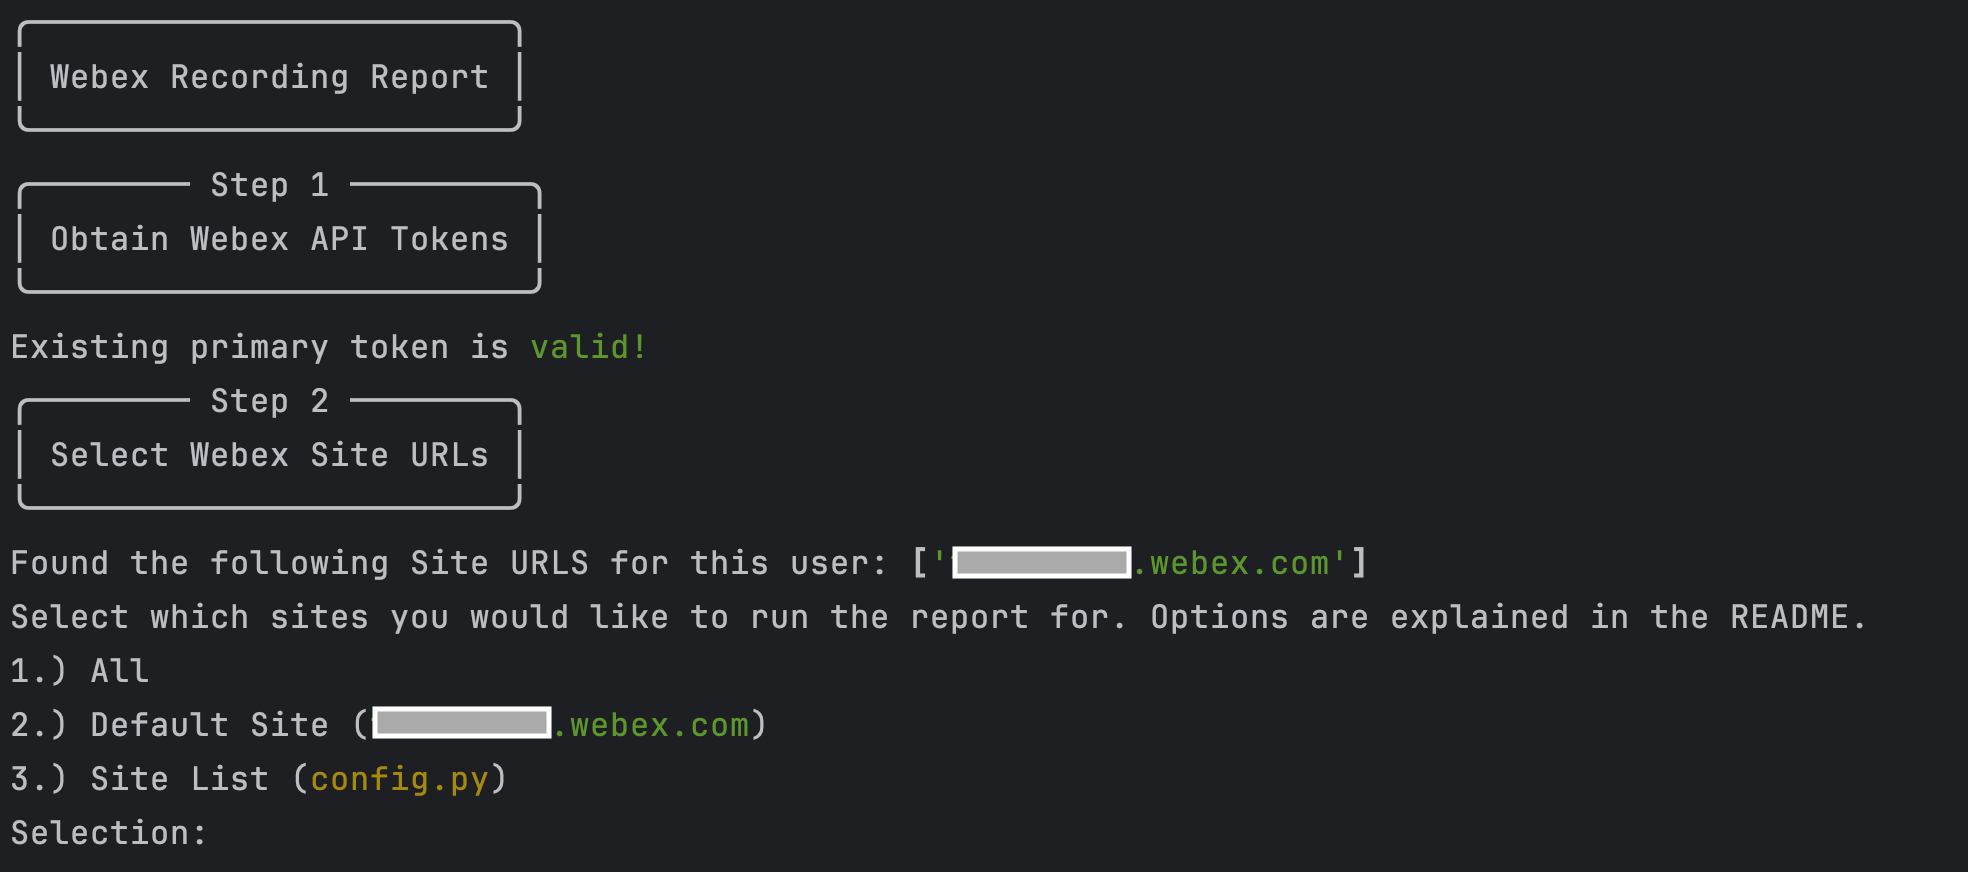 Webex Recording Report
Step 1
Obtain Webex API Tokens
Existing primary token is valid!
Step 2
Select Webex Site URLs
Found the following Site URLS for this user: ['.webex.com']
Select which sites you would like to run the report for. Options are explained in the README.
1.) All
2.) Default Site (.webex.com)
3.) Site List (config.py)
Selection: